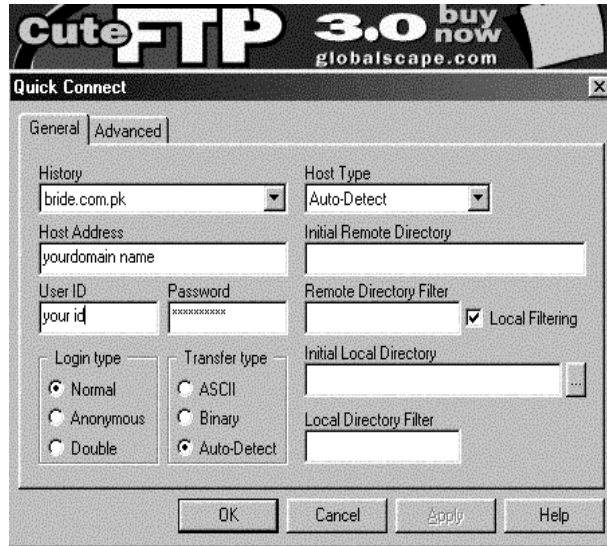 CuteFTP 3.0 buy now
globalscape.com
Quick Connect
General Advanced
History
bride.com.pk
Host Type
Auto-Detect
Host Address
yourdomain name
Initial Remote Directory
User ID
your id
Password
xxxxxxxxxx
Remote Directory Filter
Local Filtering
Login type
Normal
Anonymous
Double
Transfer type
ASCII
Binary
Auto-Detect
Initial Local Directory
...
Local Directory Filter
OK Cancel Apply Help